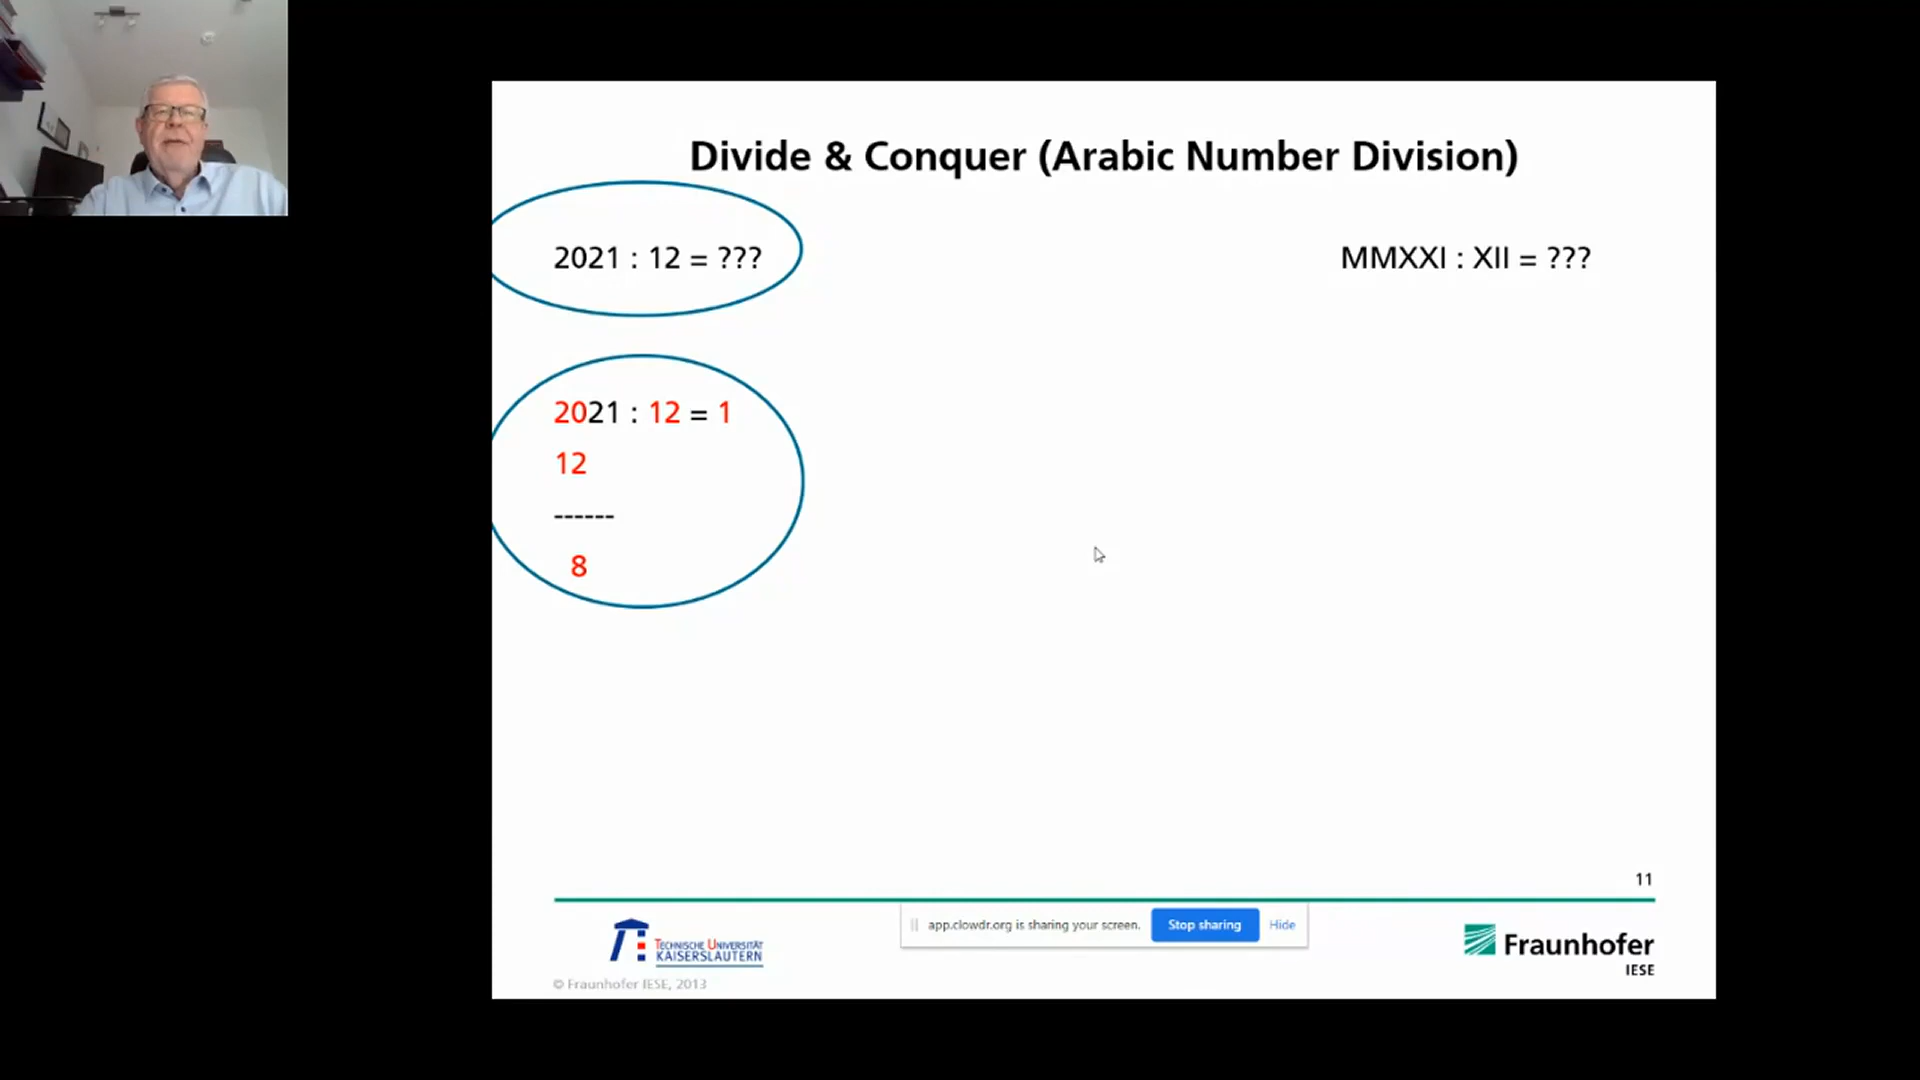 Divide & Conquer (Arabic Number Division)
2021 : 12 = ???
MMXXI : XII = ???
2021 : 12 = 1
12
------
8
11
app.clowdr.org is sharing your screen.
Stop sharing
Hide
TECHNISCHE UNIVERSITÄT
KAISERSLAUTERN
Fraunhofer
IESE
© Fraunhofer IESE, 2013